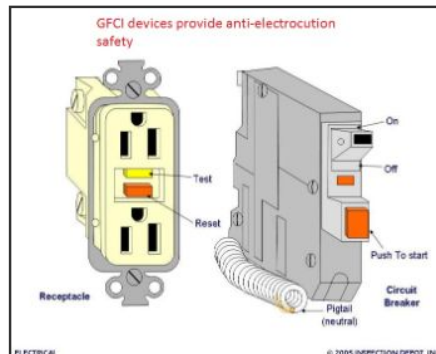 GFCI devices provide anti-electrocution
safety
On
Off
Test
Reset
Push To start
Receptacle
Circuit
Breaker
Pigtail
(neutral)
ELECTRICAL
© 2005 INSPECTION DEPOT, IN